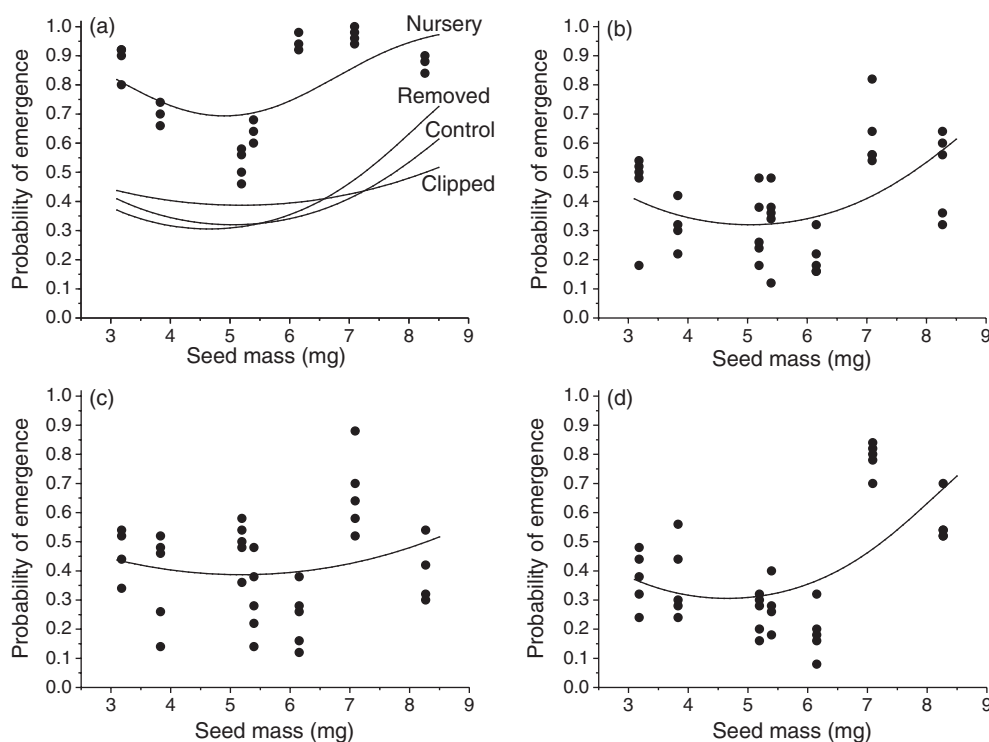 (a)
Probability of emergence
1.0
0.9
0.8
0.7
0.6
0.5
0.4
0.3
0.2
0.1
0.0
Nursery
Removed
Control
Clipped
3 4 5 6 7 8 9
Seed mass (mg)
(b)
Probability of emergence
1.0
0.9
0.8
0.7
0.6
0.5
0.4
0.3
0.2
0.1
0.0
3 4 5 6 7 8 9
Seed mass (mg)
(c)
Probability of emergence
1.0
0.9
0.8
0.7
0.6
0.5
0.4
0.3
0.2
0.1
0.0
3 4 5 6 7 8 9
Seed mass (mg)
(d)
Probability of emergence
1.0
0.9
0.8
0.7
0.6
0.5
0.4
0.3
0.2
0.1
0.0
3 4 5 6 7 8 9
Seed mass (mg)